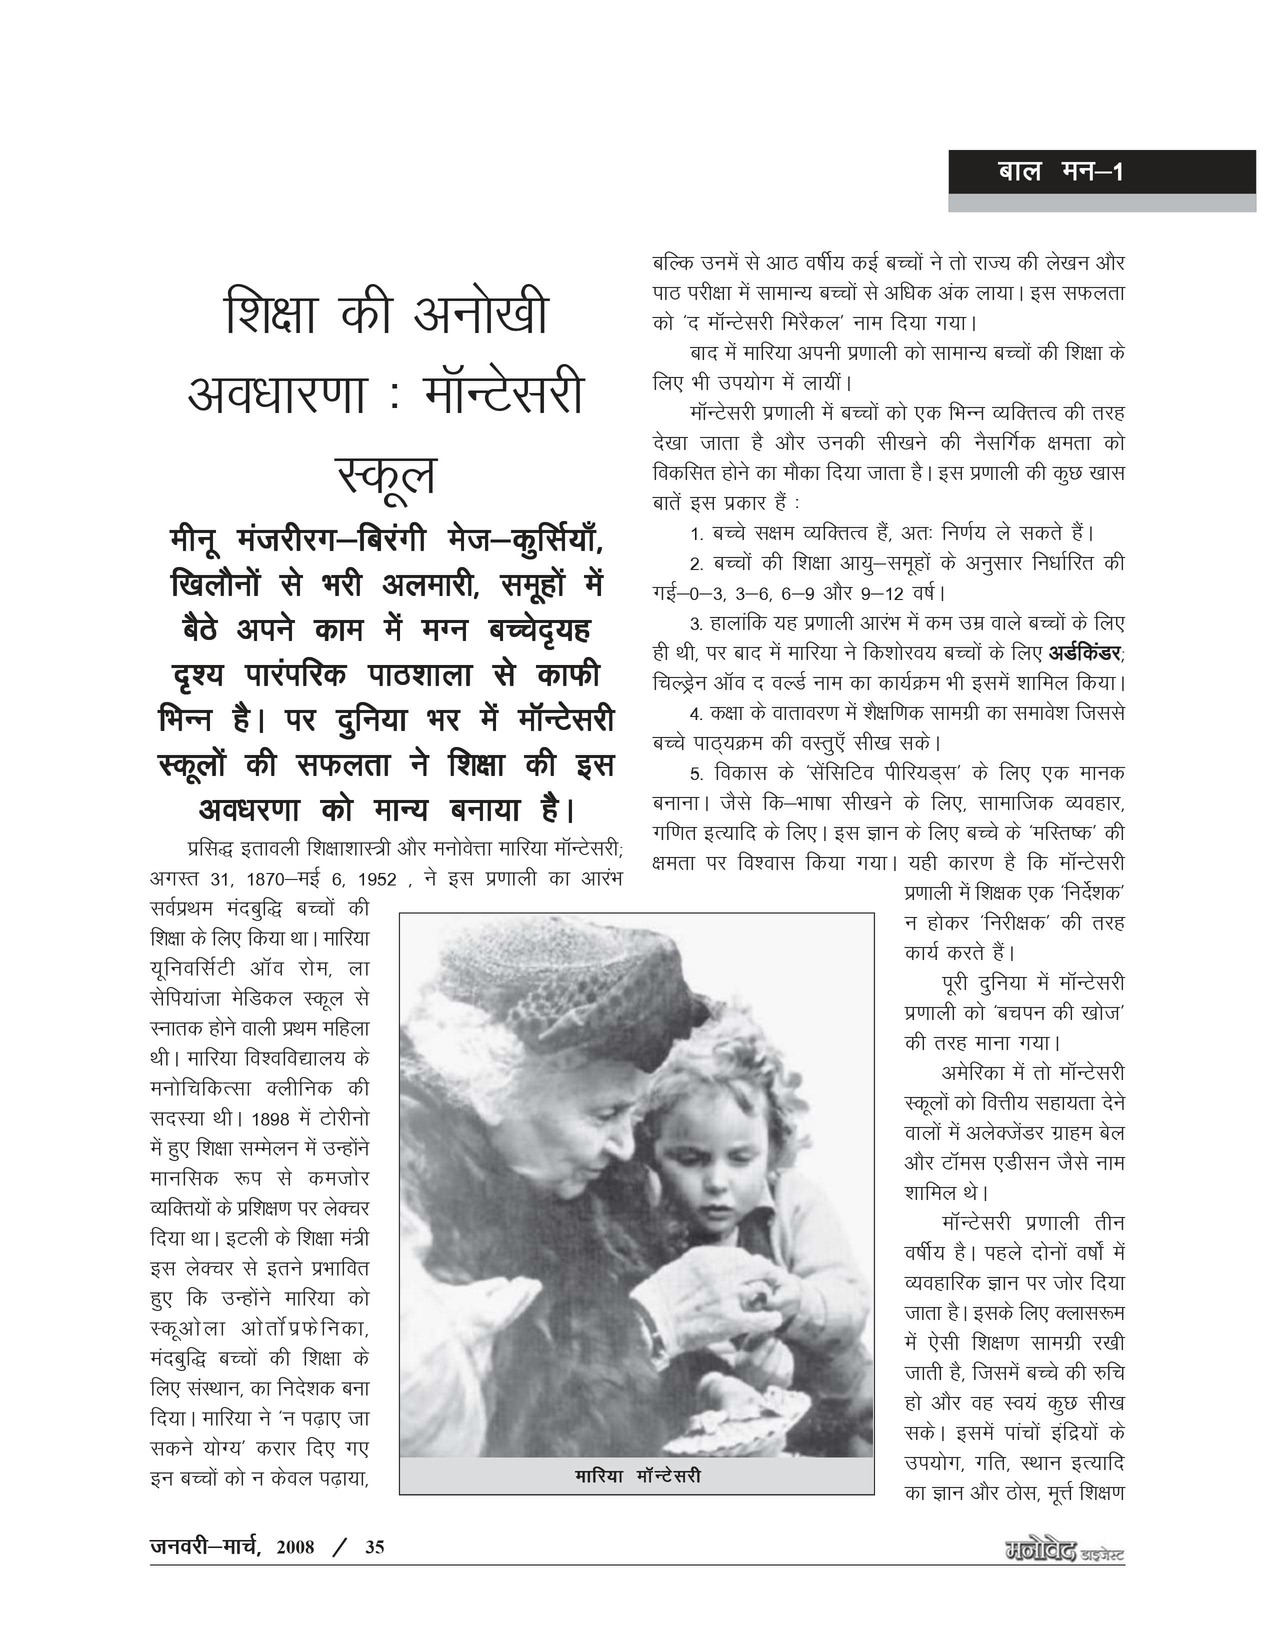 बाल मन–1
शिक्षा की अनोखी
अवधारणा : मॉन्टेसरी
स्कूल
मीनू मंजरीरग–बिरंगी मेज–कुर्सियाँ,
खिलौनों से भरी अलमारी, समूहों में
बैठे अपने काम में मग्न बच्चेदृयह
दृश्य पारंपरिक पाठशाला से काफी
भिन्न है। पर दुनिया भर में मॉन्टेसरी
स्कूलों की सफलता ने शिक्षा की इस
अवधरणा को मान्य बनाया है।
प्रसिद्ध इतावली शिक्षाशास्त्री और मनोवेत्ता मारिया मॉन्टेसरी;
अगस्त 31, 1870–मई 6, 1952 , ने इस प्रणाली का आरंभ
सर्वप्रथम मंदबुद्धि बच्चों की
शिक्षा के लिए किया था। मारिया
यूनिवर्सिटी ऑव रोम, ला
सेपियांजा मेडिकल स्कूल से
स्नातक होने वाली प्रथम महिला
थी। मारिया विश्वविद्यालय के
मनोचिकित्सा क्लीनिक की
सदस्या थी। 1898 में टोरीनो
में हुए शिक्षा सम्मेलन में उन्होंने
मानसिक रूप से कमजोर
व्यक्तियों के प्रशिक्षण पर लेक्चर
दिया था। इटली के शिक्षा मंत्री
इस लेक्चर से इतने प्रभावित
हुए कि उन्होंने मारिया को
स्कूओला ओर्तोप्रफेनिका,
मंदबुद्धि बच्चों की शिक्षा के
लिए संस्थान, का निदेशक बना
दिया। मारिया ने ‘न पढ़ाए जा
सकने योग्य’ करार दिए गए
इन बच्चों को न केवल पढ़ाया,
मारिया मॉन्टेसरी
बल्कि उनमें से आठ वर्षीय कई बच्चों ने तो राज्य की लेखन और
पाठ परीक्षा में सामान्य बच्चों से अधिक अंक लाया। इस सफलता
को ‘द मॉन्टेसरी मिरैकल’ नाम दिया गया।
बाद में मारिया अपनी प्रणाली को सामान्य बच्चों की शिक्षा के
लिए भी उपयोग में लायीं।
मॉन्टेसरी प्रणाली में बच्चों को एक भिन्न व्यक्तित्व की तरह
देखा जाता है और उनकी सीखने की नैसर्गिक क्षमता को
विकसित होने का मौका दिया जाता है। इस प्रणाली की कुछ खास
बातें इस प्रकार हैं :
1. बच्चे सक्षम व्यक्तित्व हैं, अतः निर्णय ले सकते हैं।
2. बच्चों की शिक्षा आयु–समूहों के अनुसार निर्धारित की
गई–0–3, 3–6, 6–9 और 9–12 वर्ष।
3. हालांकि यह प्रणाली आरंभ में कम उम्र वाले बच्चों के लिए
ही थी, पर बाद में मारिया ने किशोरवय बच्चों के लिए अर्डकिंडर;
चिल्ड्रेन ऑव द वर्ल्ड नाम का कार्यक्रम भी इसमें शामिल किया।
4. कक्षा के वातावरण में शैक्षणिक सामग्री का समावेश जिससे
बच्चे पाठ्यक्रम की वस्तुएँ सीख सके।
5. विकास के ‘सेंसिटिव पीरियड्स’ के लिए एक मानक
बनाना। जैसे कि–भाषा सीखने के लिए, सामाजिक व्यवहार,
गणित इत्यादि के लिए। इस ज्ञान के लिए बच्चे के ‘मस्तिष्क’ की
क्षमता पर विश्वास किया गया। यही कारण है कि मॉन्टेसरी
प्रणाली में शिक्षक एक ‘निर्देशक’
न होकर ‘निरीक्षक’ की तरह
कार्य करते हैं।
पूरी दुनिया में मॉन्टेसरी
प्रणाली को ‘बचपन की खोज’
की तरह माना गया।
अमेरिका में तो मॉन्टेसरी
स्कूलों को वित्तीय सहायता देने
वालों में अलेक्जेंडर ग्राहम बेल
और टॉमस एडीसन जैसे नाम
शामिल थे।
मॉन्टेसरी प्रणाली तीन
वर्षीय है। पहले दोनों वर्षों में
व्यवहारिक ज्ञान पर जोर दिया
जाता है। इसके लिए क्लासरूम
में ऐसी शिक्षण सामग्री रखी
जाती है, जिसमें बच्चे की रुचि
हो और वह स्वयं कुछ सीख
सके। इसमें पांचों इंद्रियों के
उपयोग, गति, स्थान इत्यादि
का ज्ञान और ठोस, मूर्त्त शिक्षण
जनवरी–मार्च, 2008 / 35
मनोवेद डाइजेस्ट